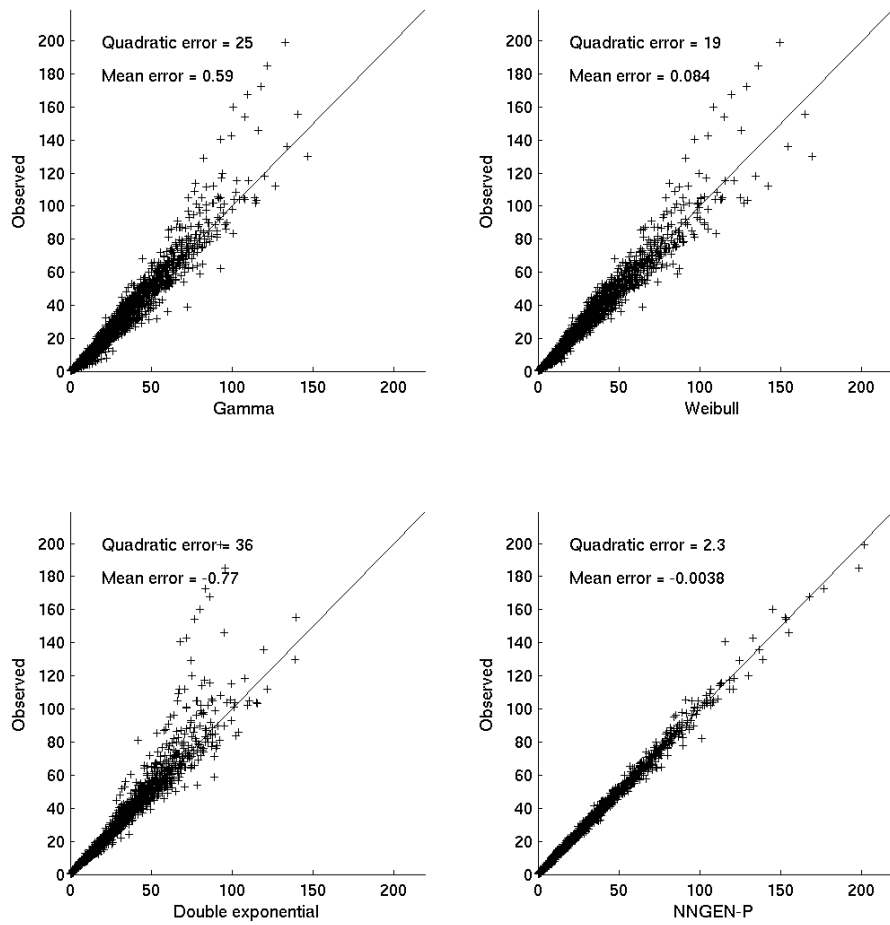 Quadratic error = 25
Mean error = 0.59
Observed
200
180
160
140
120
100
80
60
40
20
0
0 50 100 150 200
Gamma
Quadratic error = 19
Mean error = 0.084
Observed
200
180
160
140
120
100
80
60
40
20
0
0 50 100 150 200
Weibull
Quadratic error = 36
Mean error = -0.77
Observed
200
180
160
140
120
100
80
60
40
20
0
0 50 100 150 200
Double exponential
Quadratic error = 2.3
Mean error = -0.0038
Observed
200
180
160
140
120
100
80
60
40
20
0
0 50 100 150 200
NNGEN-P